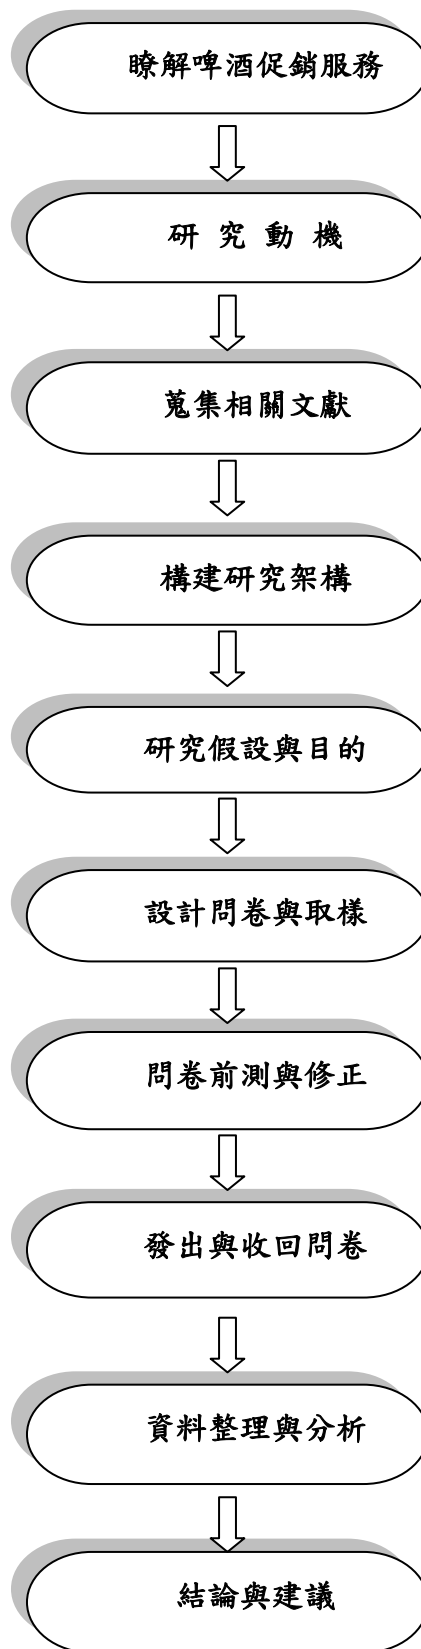 瞭解啤酒促銷服務
研 究 動 機
蒐集相關文獻
構建研究架構
研究假設與目的
設計問卷與取樣
問卷前測與修正
發出與收回問卷
資料整理與分析
結論與建議